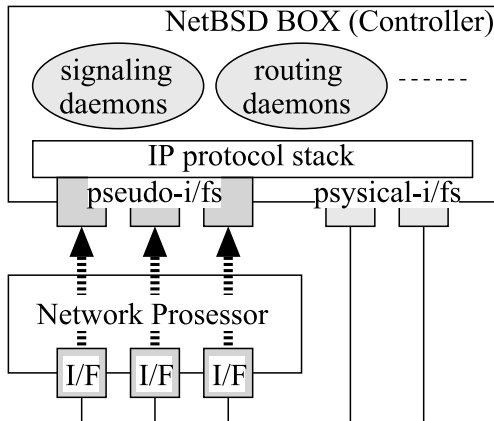 NetBSD BOX (Controller)
signaling
daemons
routing
daemons
IP protocol stack
pseudo-i/fs
psysical-i/fs
Network Prosessor
I/F
I/F
I/F